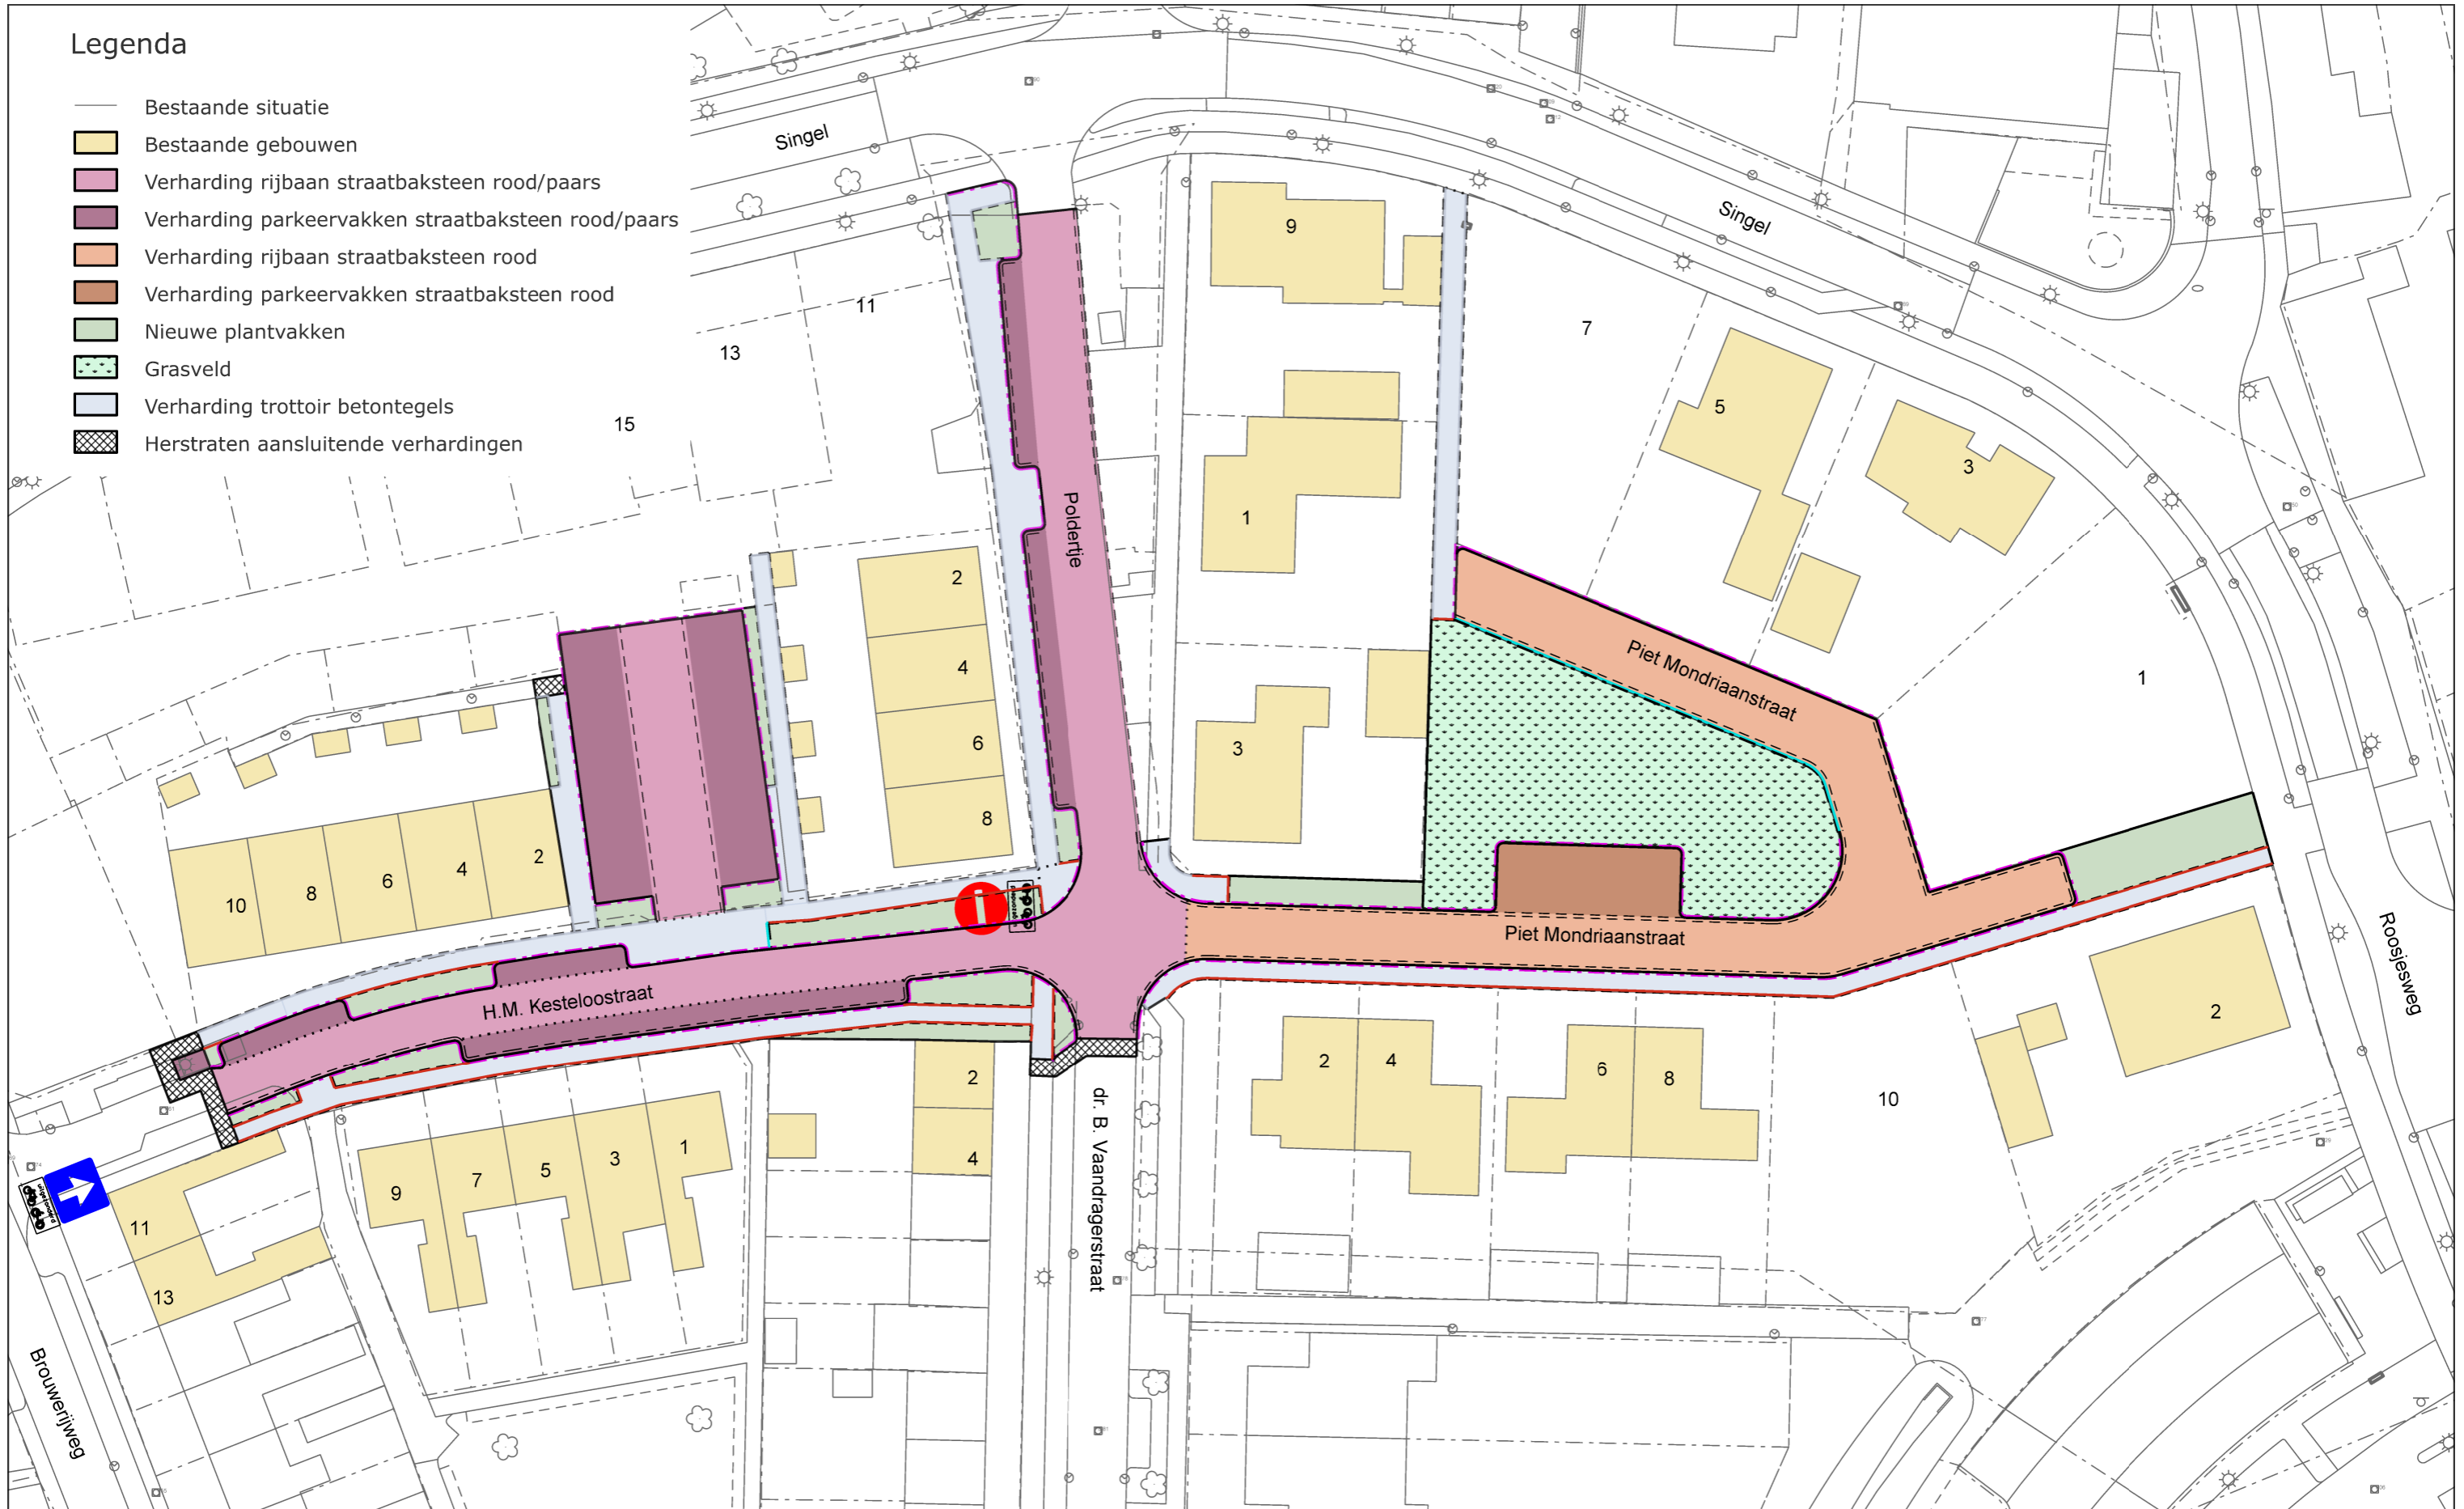 Legenda
Bestaande situatie
Bestaande gebouwen
Verharding rijbaan straatbaksteen rood/paars
Verharding parkeervakken straatbaksteen rood/paars
Verharding rijbaan straatbaksteen rood
Verharding parkeervakken straatbaksteen rood
Nieuwe plantvakken
Grasveld
Verharding trottoir betontegels
Herstraten aansluitende verhardingen
Singel
Singel
9
11
13
15
7
5
3
1
1
Poldertje
2
4
6
8
3
Piet Mondriaanstraat
10
8
6
4
2
Piet Mondriaanstraat
H.M. Kesteloostraat
Roosjesweg
2
2
4
2
4
6
8
10
dr. B. Vaandragerstraat
9
7
5
3
1
uitgezonderd
11
13
Brouwerijweg